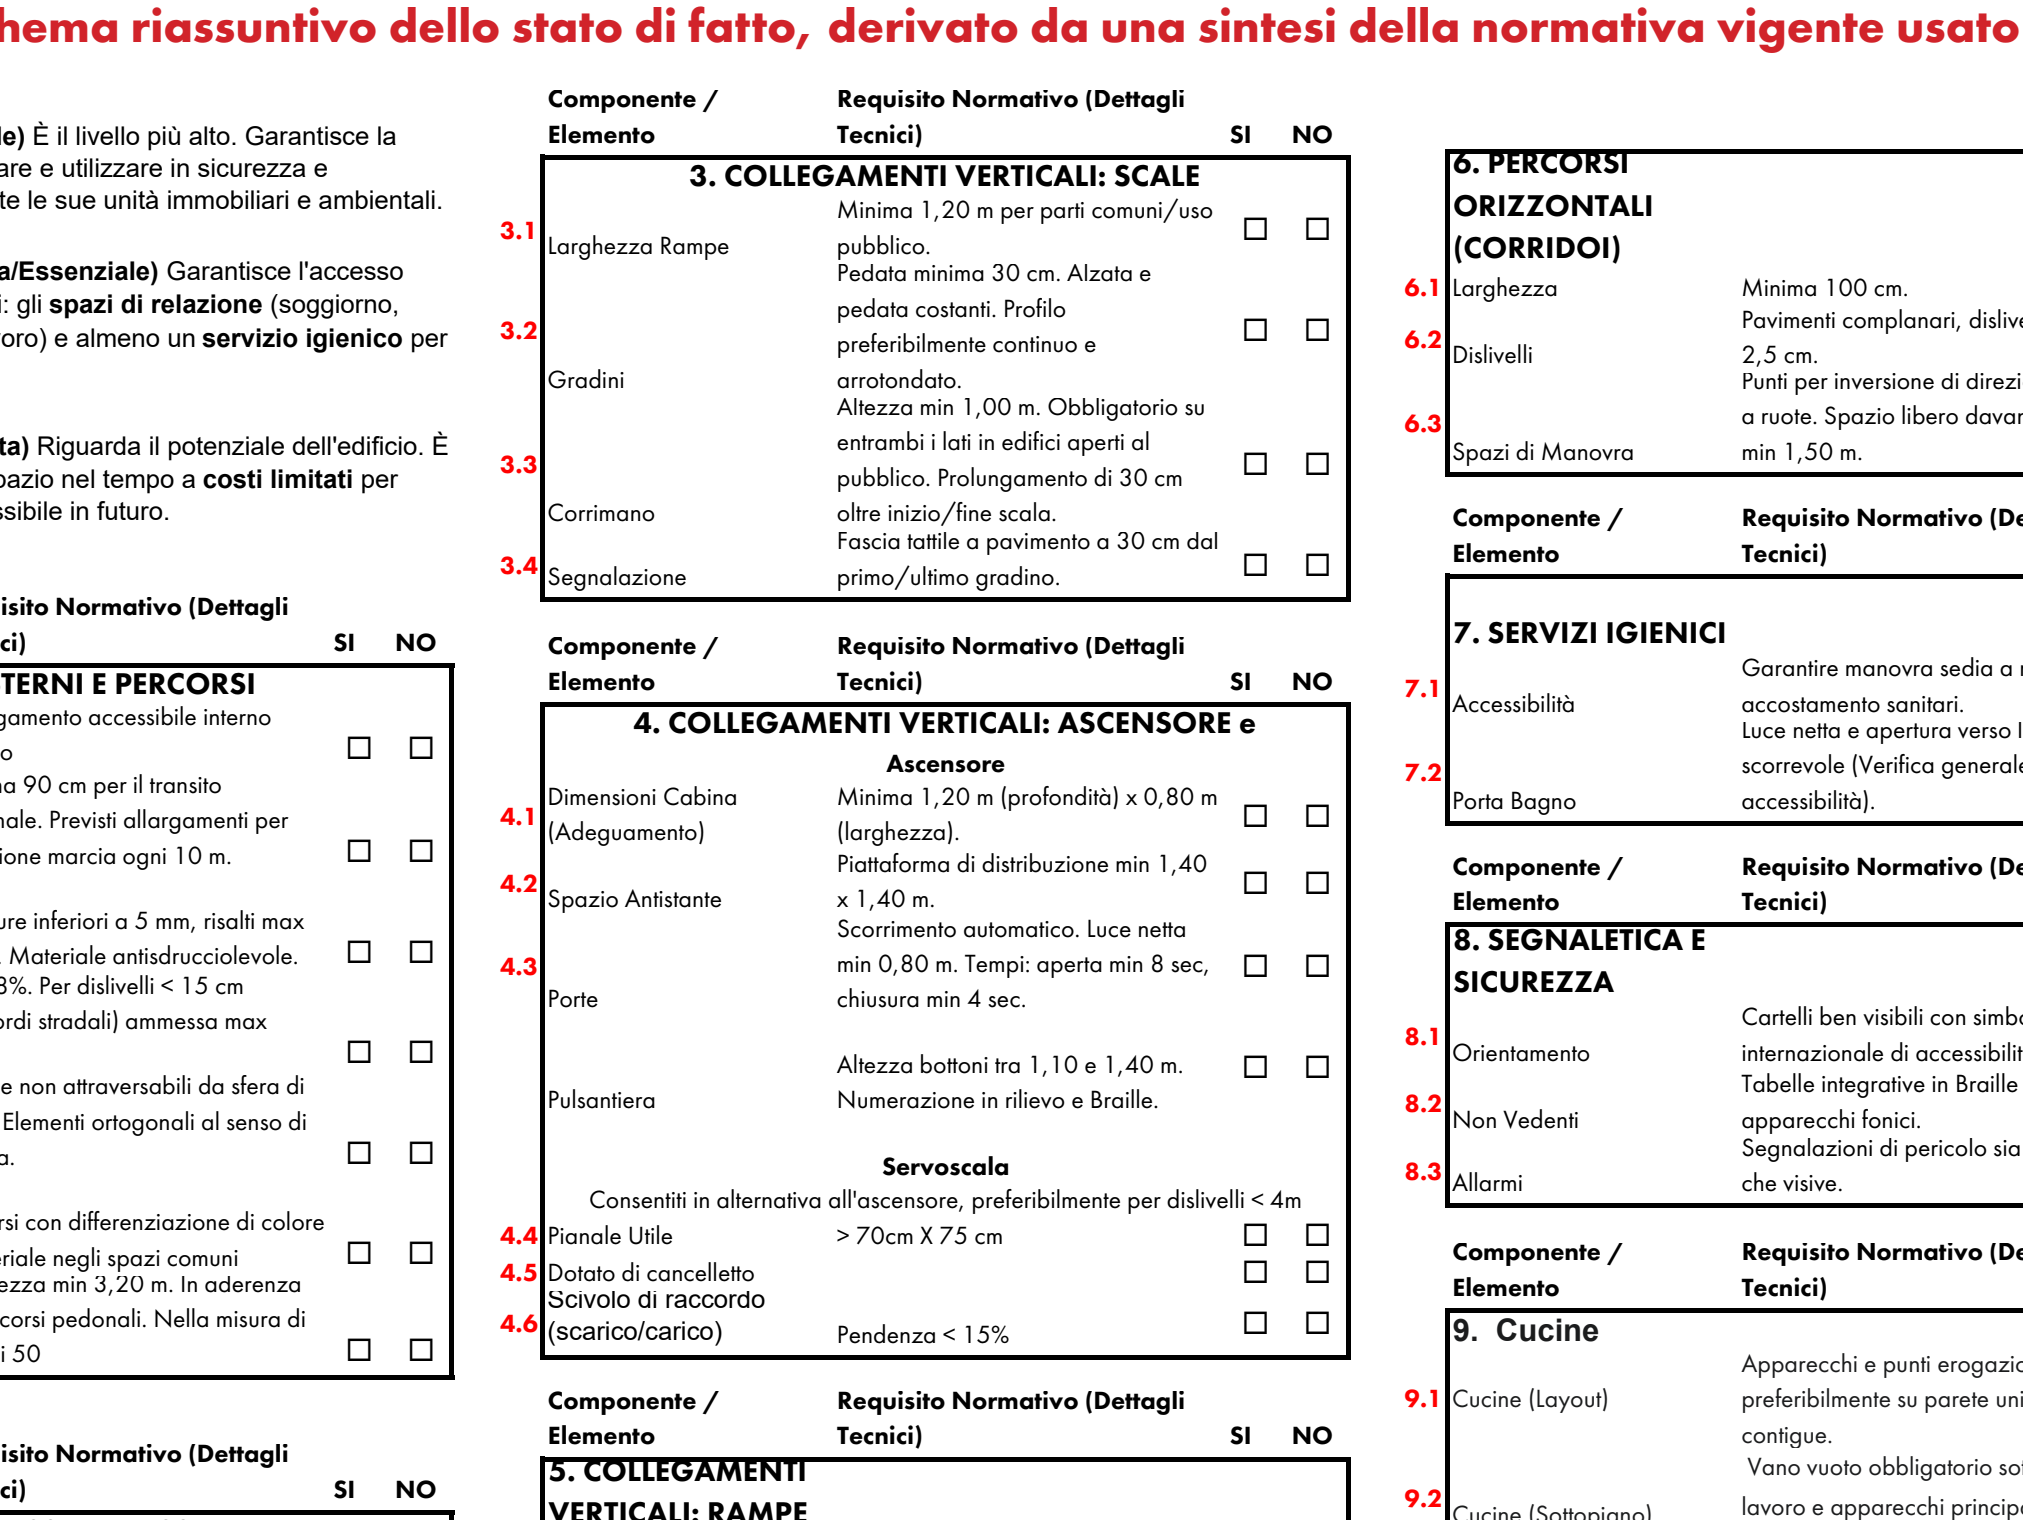 hema riassuntivo dello stato di fatto, derivato da una sintesi della normativa vigente usato
le) È il livello più alto. Garantisce la
are e utilizzare in sicurezza e
te le sue unità immobiliari e ambientali.
a/Essenziale) Garantisce l'accesso
i: gli spazi di relazione (soggiorno,
oro) e almeno un servizio igienico per
ta) Riguarda il potenziale dell'edificio. È
pazio nel tempo a costi limitati per
ssibile in futuro.
isito Normativo (Dettagli
ci) SI NO
TERNI E PERCORSI
gamento accessibile interno
o
na 90 cm per il transito
nale. Previsti allargamenti per
ione marcia ogni 10 m.
ure inferiori a 5 mm, risalti max
. Materiale antisdrucciolevole.
8%. Per dislivelli < 15 cm
ordi stradali) ammessa max
e non attraversabili da sfera di
Elementi ortogonali al senso di
a.
rsi con differenziazione di colore
eriale negli spazi comuni
ezza min 3,20 m. In aderenza
corsi pedonali. Nella misura di
i 50
isito Normativo (Dettagli
ci) SI NO
Componente / Requisito Normativo (Dettagli
Elemento Tecnici) SI NO
3. COLLEGAMENTI VERTICALI: SCALE
Minima 1,20 m per parti comuni/uso
3.1 Larghezza Rampe pubblico.
Pedata minima 30 cm. Alzata e
pedata costanti. Profilo
3.2 preferibilmente continuo e
Gradini arrotondato.
Altezza min 1,00 m. Obbligatorio su
entrambi i lati in edifici aperti al
3.3 pubblico. Prolungamento di 30 cm
Corrimano oltre inizio/fine scala.
Fascia tattile a pavimento a 30 cm dal
3.4 Segnalazione primo/ultimo gradino.
Componente / Requisito Normativo (Dettagli
Elemento Tecnici) SI NO
4. COLLEGAMENTI VERTICALI: ASCENSORE e
Ascensore
Dimensioni Cabina Minima 1,20 m (profondità) x 0,80 m
4.1 (Adeguamento) (larghezza).
Piattaforma di distribuzione min 1,40
4.2 Spazio Antistante x 1,40 m.
Scorrimento automatico. Luce netta
4.3 min 0,80 m. Tempi: aperta min 8 sec,
Porte chiusura min 4 sec.
Altezza bottoni tra 1,10 e 1,40 m.
Pulsantiera Numerazione in rilievo e Braille.
Servoscala
Consentiti in alternativa all'ascensore, preferibilmente per dislivelli < 4m
4.4 Pianale Utile > 70cm X 75 cm
4.5 Dotato di cancelletto
Scivolo di raccordo
4.6 (scarico/carico) Pendenza < 15%
Componente / Requisito Normativo (Dettagli
Elemento Tecnici) SI NO
5. COLLEGAMENTI
VERTICALI: RAMPE
6. PERCORSI
ORIZZONTALI
(CORRIDOI)
6.1 Larghezza Minima 100 cm.
Pavimenti complanari, dislive
6.2 Dislivelli 2,5 cm.
Punti per inversione di direzi
6.3 a ruote. Spazio libero davar
Spazi di Manovra min 1,50 m.
Componente / Requisito Normativo (De
Elemento Tecnici)
7. SERVIZI IGIENICI
Garantire manovra sedia a r
7.1 Accessibilità accostamento sanitari.
Luce netta e apertura verso l
7.2 scorrevole (Verifica generale
Porta Bagno accessibilità).
Componente / Requisito Normativo (De
Elemento Tecnici)
8. SEGNALETICA E
SICUREZZA
Cartelli ben visibili con simbo
8.1 Orientamento internazionale di accessibilit
Tabelle integrative in Braille
8.2 Non Vedenti apparecchi fonici.
Segnalazioni di pericolo sia
8.3 Allarmi che visive.
Componente / Requisito Normativo (De
Elemento Tecnici)
9. Cucine
Apparecchi e punti erogazio
9.1 Cucine (Layout) preferibilmente su parete uni
contigue.
Vano vuoto obbligatorio sot
9.2 Cucine (Sottopiano) lavoro e apparecchi principa